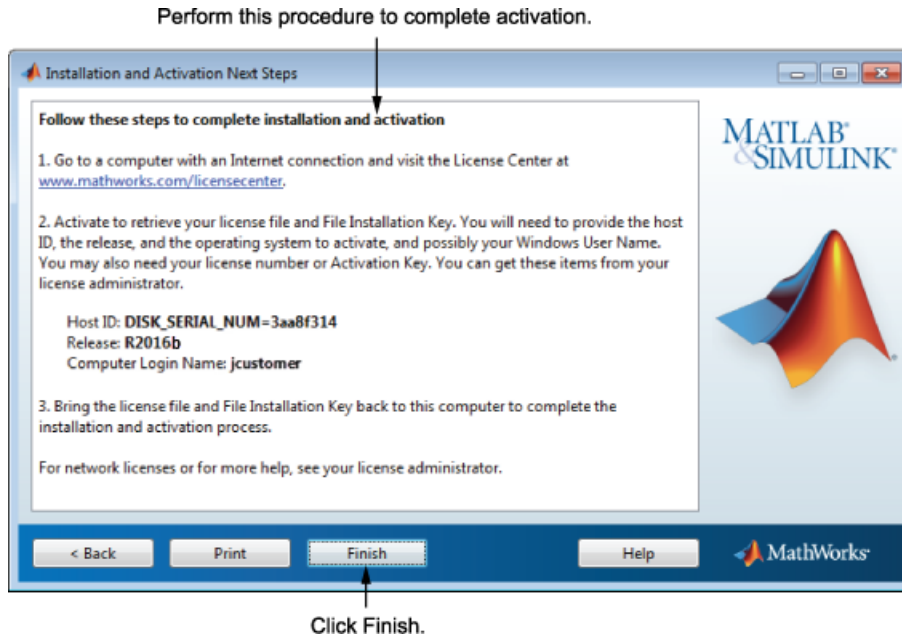 Perform this procedure to complete activation.
Installation and Activation Next Steps
Follow these steps to complete installation and activation
1. Go to a computer with an Internet connection and visit the License Center at
www.mathworks.com/licensecenter.
2. Activate to retrieve your license file and File Installation Key. You will need to provide the host
ID, the release, and the operating system to activate, and possibly your Windows User Name.
You may also need your license number or Activation Key. You can get these items from your
license administrator.
Host ID: DISK_SERIAL_NUM=3aa8f314
Release: R2016b
Computer Login Name: jcustomer
3. Bring the license file and File Installation Key back to this computer to complete the
installation and activation process.
For network licenses or for more help, see your license administrator.
MATLAB®
&SIMULINK®
< Back
Print
Finish
Help
MathWorks®
Click Finish.